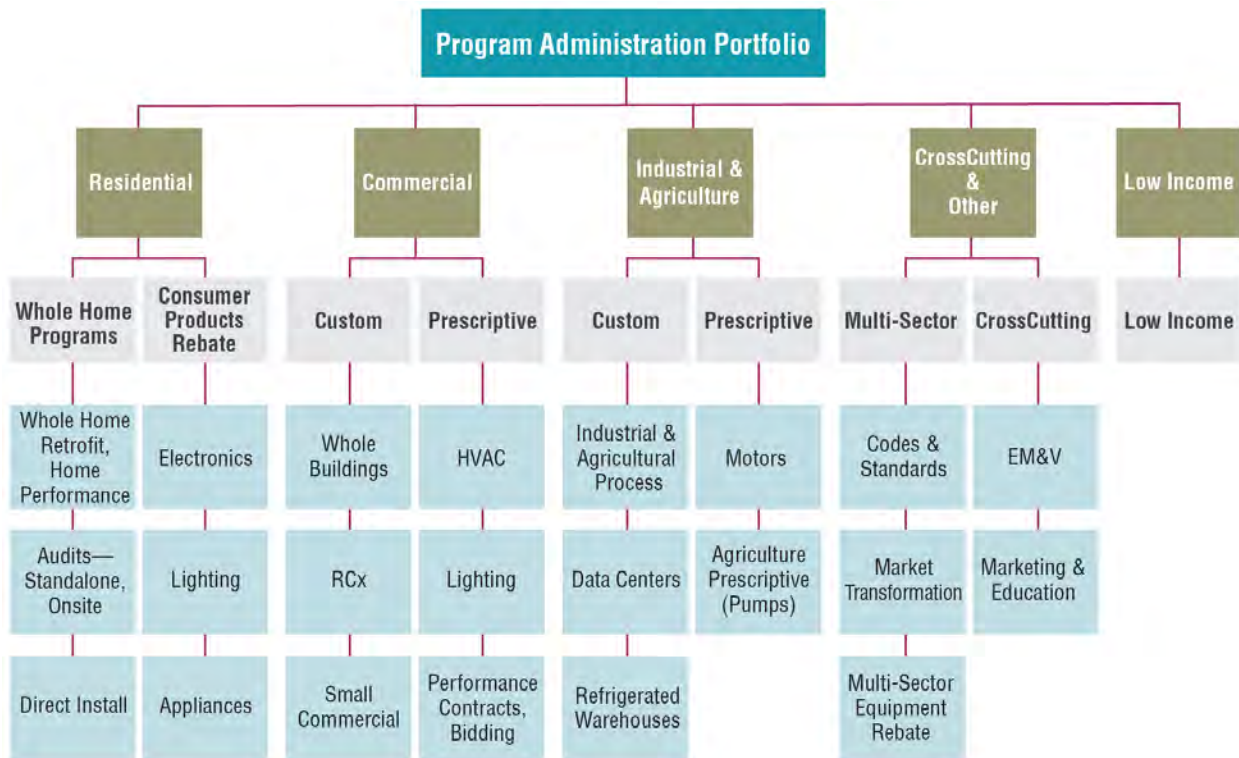 Program Administration Portfolio
Residential
Commercial
Industrial &
Agriculture
CrossCutting
&
Other
Low Income
Whole Home
Programs
Consumer
Products
Rebate
Custom
Prescriptive
Custom
Prescriptive
Multi-Sector
CrossCutting
Low Income
Whole Home
Retrofit,
Home
Performance
Electronics
Whole
Buildings
HVAC
Industrial &
Agricultural
Process
Motors
Codes &
Standards
EM&V
Audits—
Standalone,
Onsite
Lighting
RCx
Lighting
Data Centers
Agriculture
Prescriptive
(Pumps)
Market
Transformation
Marketing &
Education
Direct Install
Appliances
Small
Commercial
Performance
Contracts,
Bidding
Refrigerated
Warehouses
Multi-Sector
Equipment
Rebate